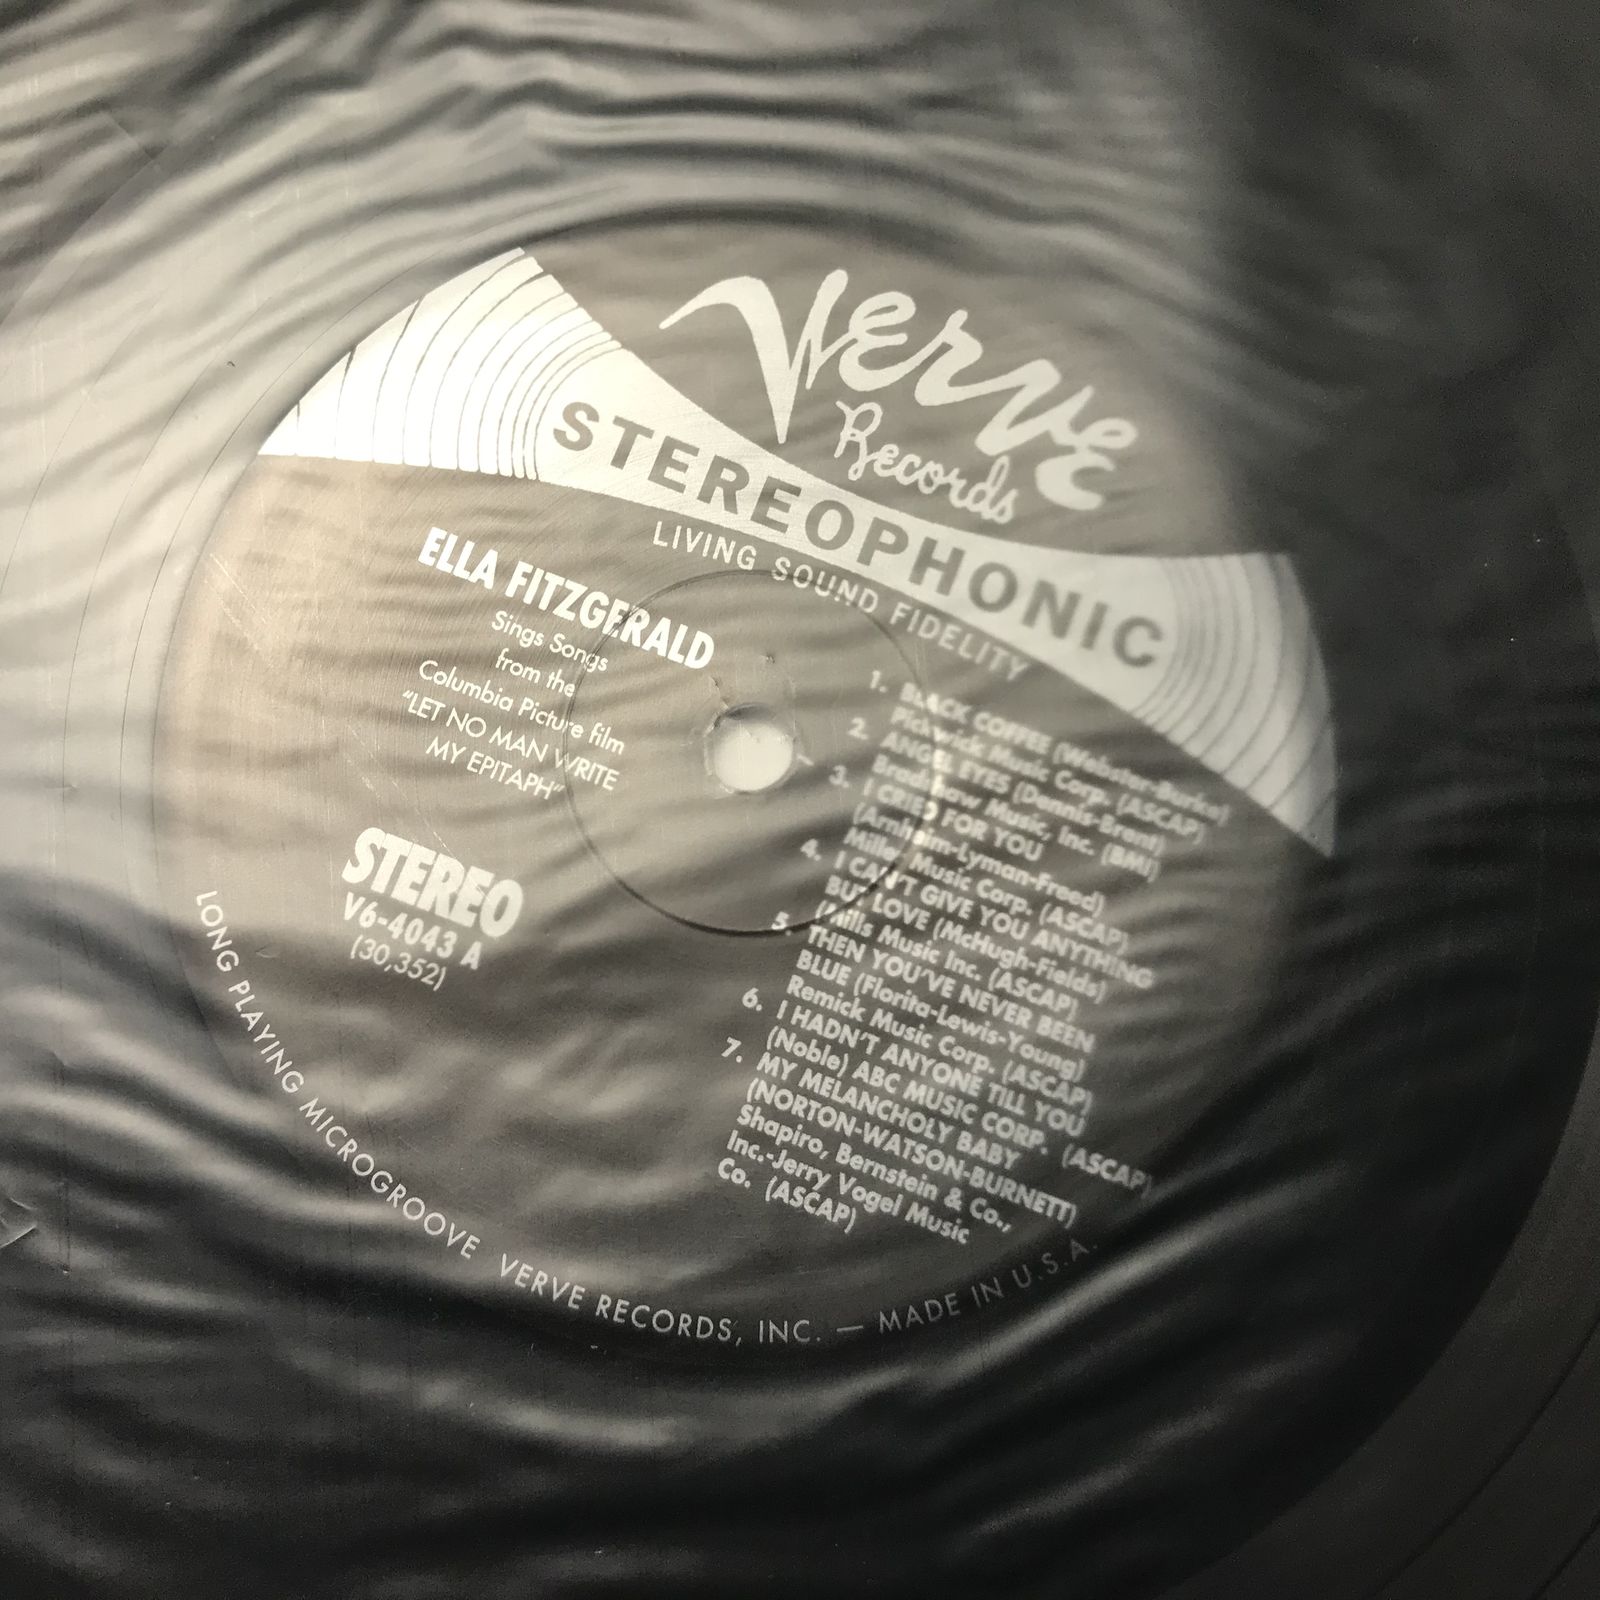 Verve
Records
STEREOPHONIC
LIVING SOUND FIDELITY
ELLA FITZGERALD
Sings Songs
from the
Columbia Picture film
"LET NO MAN WRITE
MY EPITAPH"
STEREO
V6-4043 A
(30,352)
1. BLACK COFFEE (Webster-Burke)
Pickwick Music Corp. (ASCAP)
2. ANGEL EYES (Dennis-Brent)
Bradshaw Music, Inc. (BMI)
3. I CRIED FOR YOU
(Arnheim-Lyman-Freed)
Miller Music Corp. (ASCAP)
4. I CAN'T GIVE YOU ANYTHING
BUT LOVE (McHugh-Fields)
(Mills Music Inc. (ASCAP)
5. THEN YOU'VE NEVER BEEN
BLUE (Florita-Lewis-Young)
Remick Music Corp. (ASCAP)
6. I HADN'T ANYONE TILL YOU
(Noble) ABC MUSIC CORP. (ASCAP)
7. MY MELANCHOLY BABY
(NORTON-WATSON-BURNETT)
Shapiro, Bernstein & Co.,
Inc.-Jerry Vogel Music
Co. (ASCAP)
LONG PLAYING MICROGROOVE VERVE RECORDS, INC. — MADE IN U.S.A.